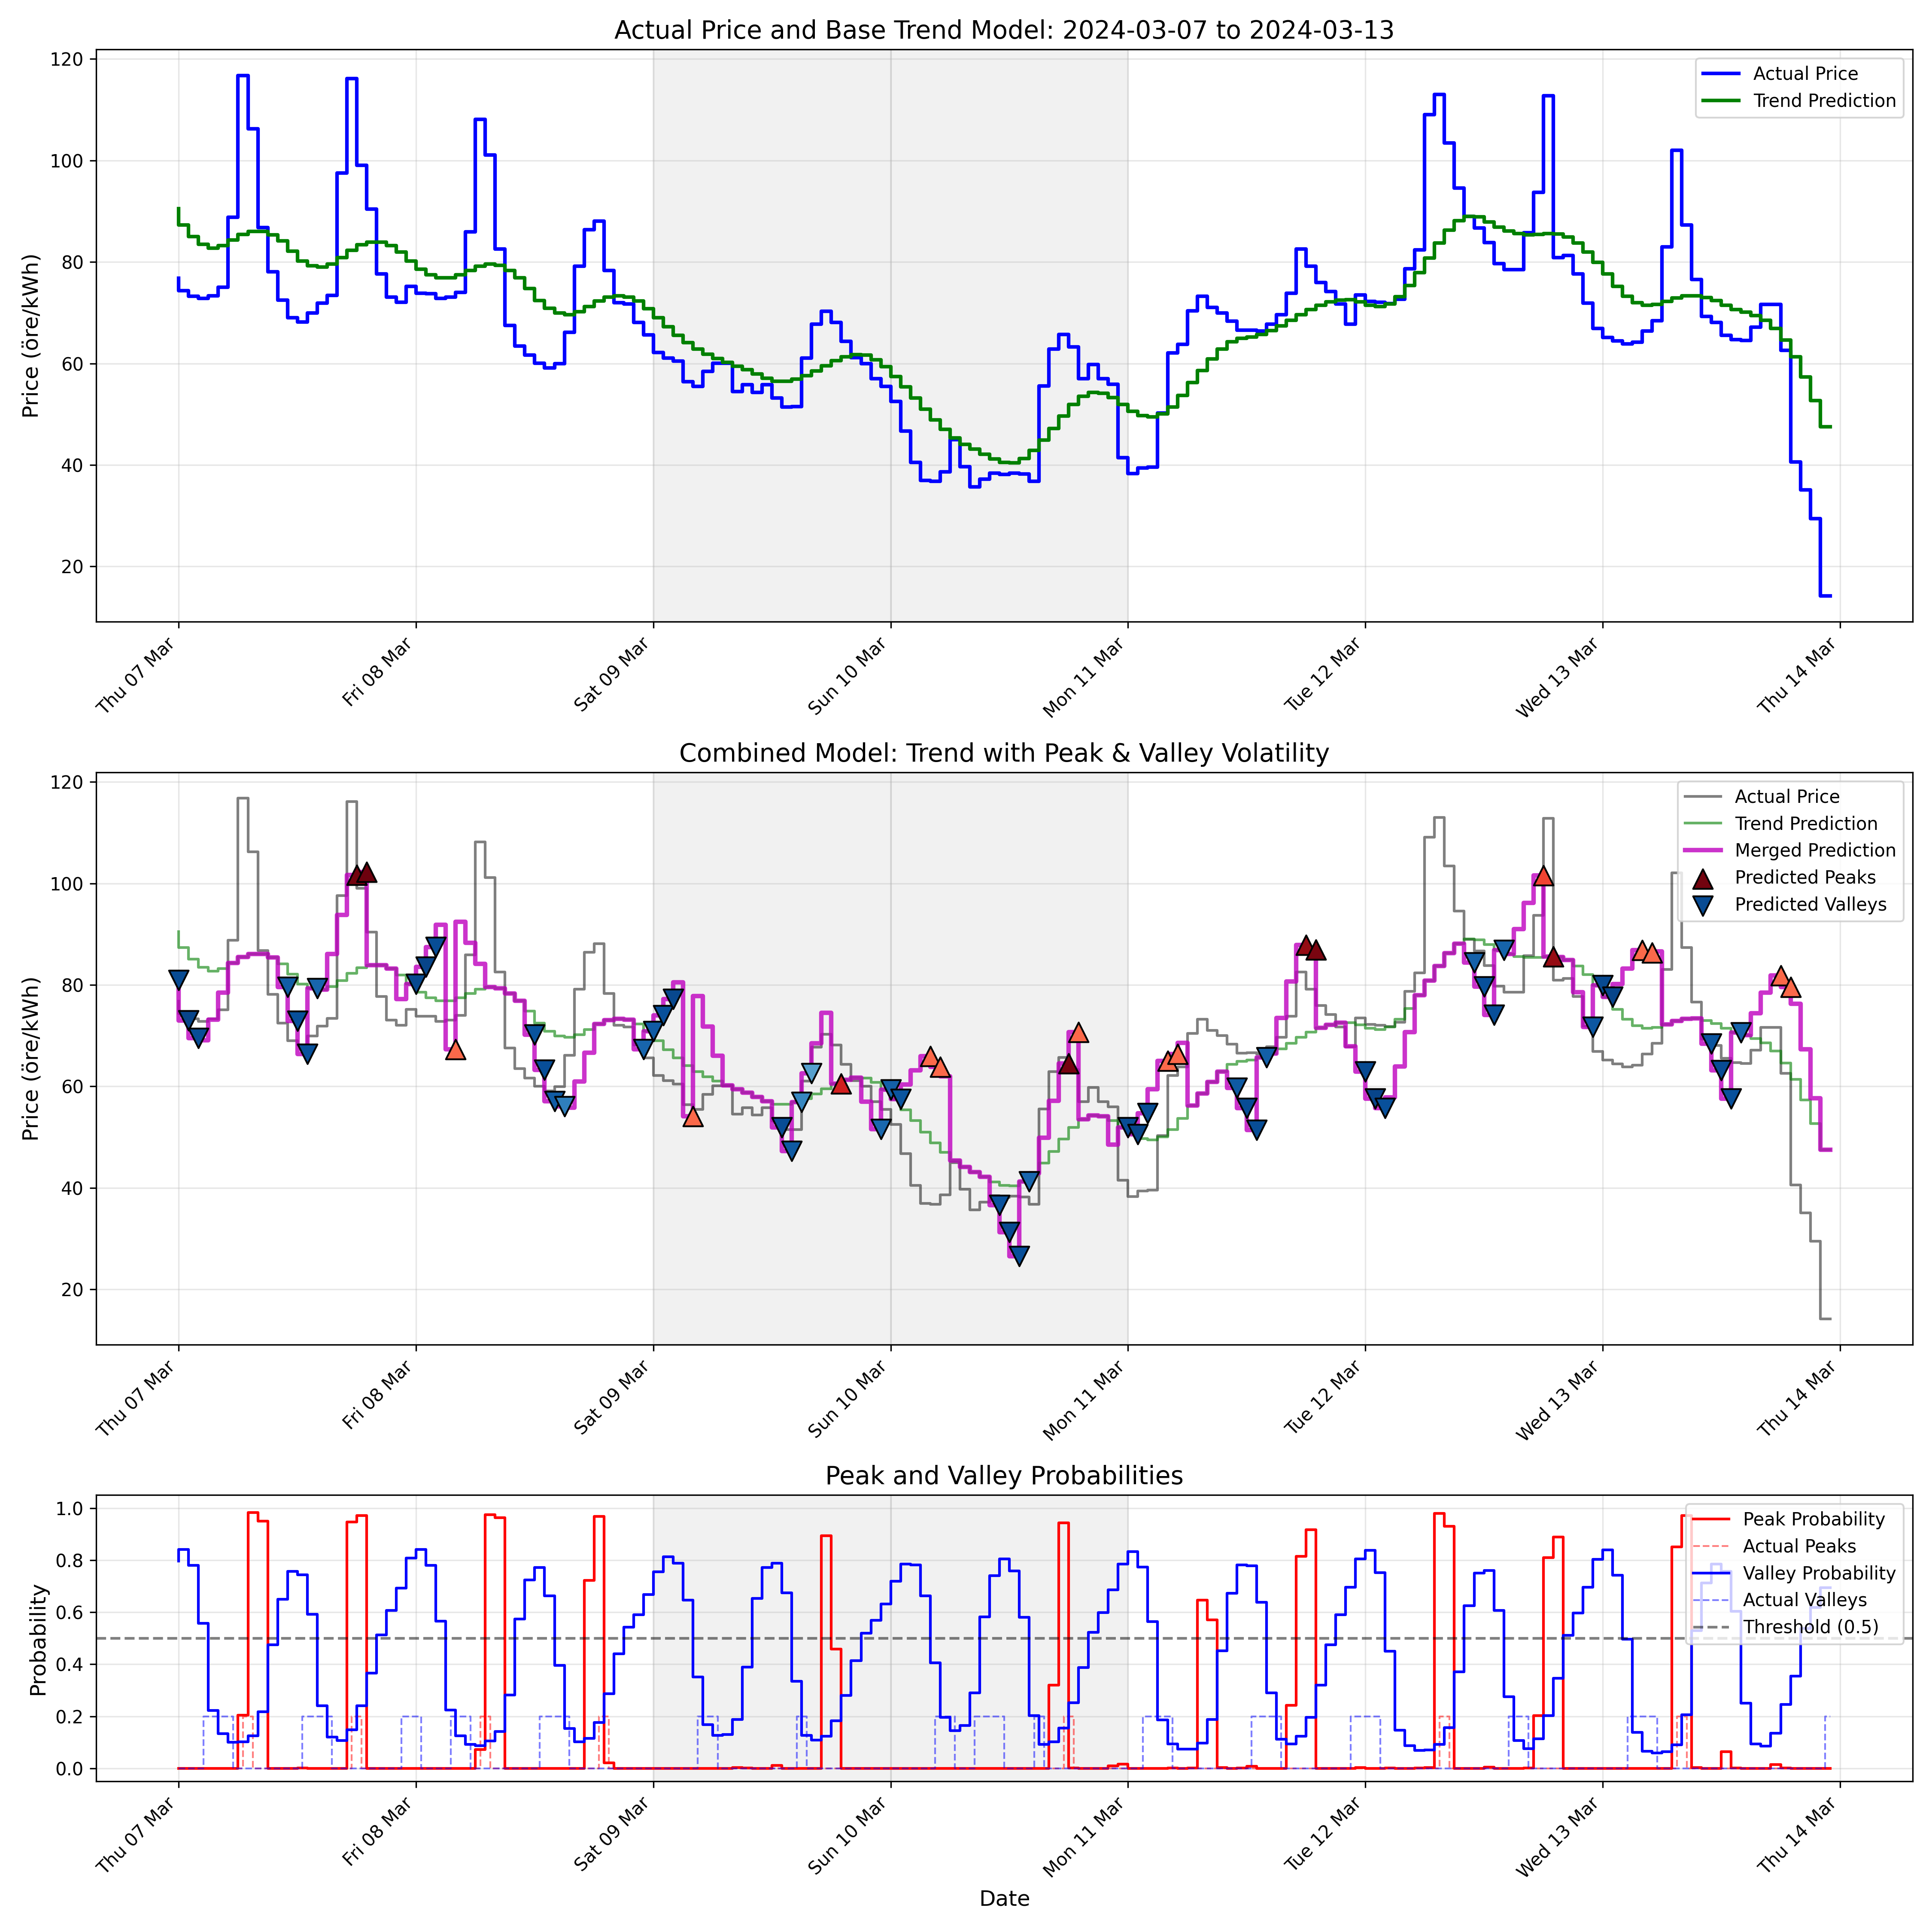 Actual Price and Base Trend Model: 2024-03-07 to 2024-03-13
Price (öre/kWh)
120
100
80
60
40
20
Actual Price
Trend Prediction
Thu 07 Mar
Fri 08 Mar
Sat 09 Mar
Sun 10 Mar
Mon 11 Mar
Tue 12 Mar
Wed 13 Mar
Thu 14 Mar
Combined Model: Trend with Peak & Valley Volatility
Price (öre/kWh)
120
100
80
60
40
20
Actual Price
Trend Prediction
Merged Prediction
Predicted Peaks
Predicted Valleys
Thu 07 Mar
Fri 08 Mar
Sat 09 Mar
Sun 10 Mar
Mon 11 Mar
Tue 12 Mar
Wed 13 Mar
Thu 14 Mar
Peak and Valley Probabilities
Probability
1.0
0.8
0.6
0.4
0.2
0.0
Peak Probability
Actual Peaks
Valley Probability
Actual Valleys
Threshold (0.5)
Thu 07 Mar
Fri 08 Mar
Sat 09 Mar
Sun 10 Mar
Mon 11 Mar
Tue 12 Mar
Wed 13 Mar
Thu 14 Mar
Date